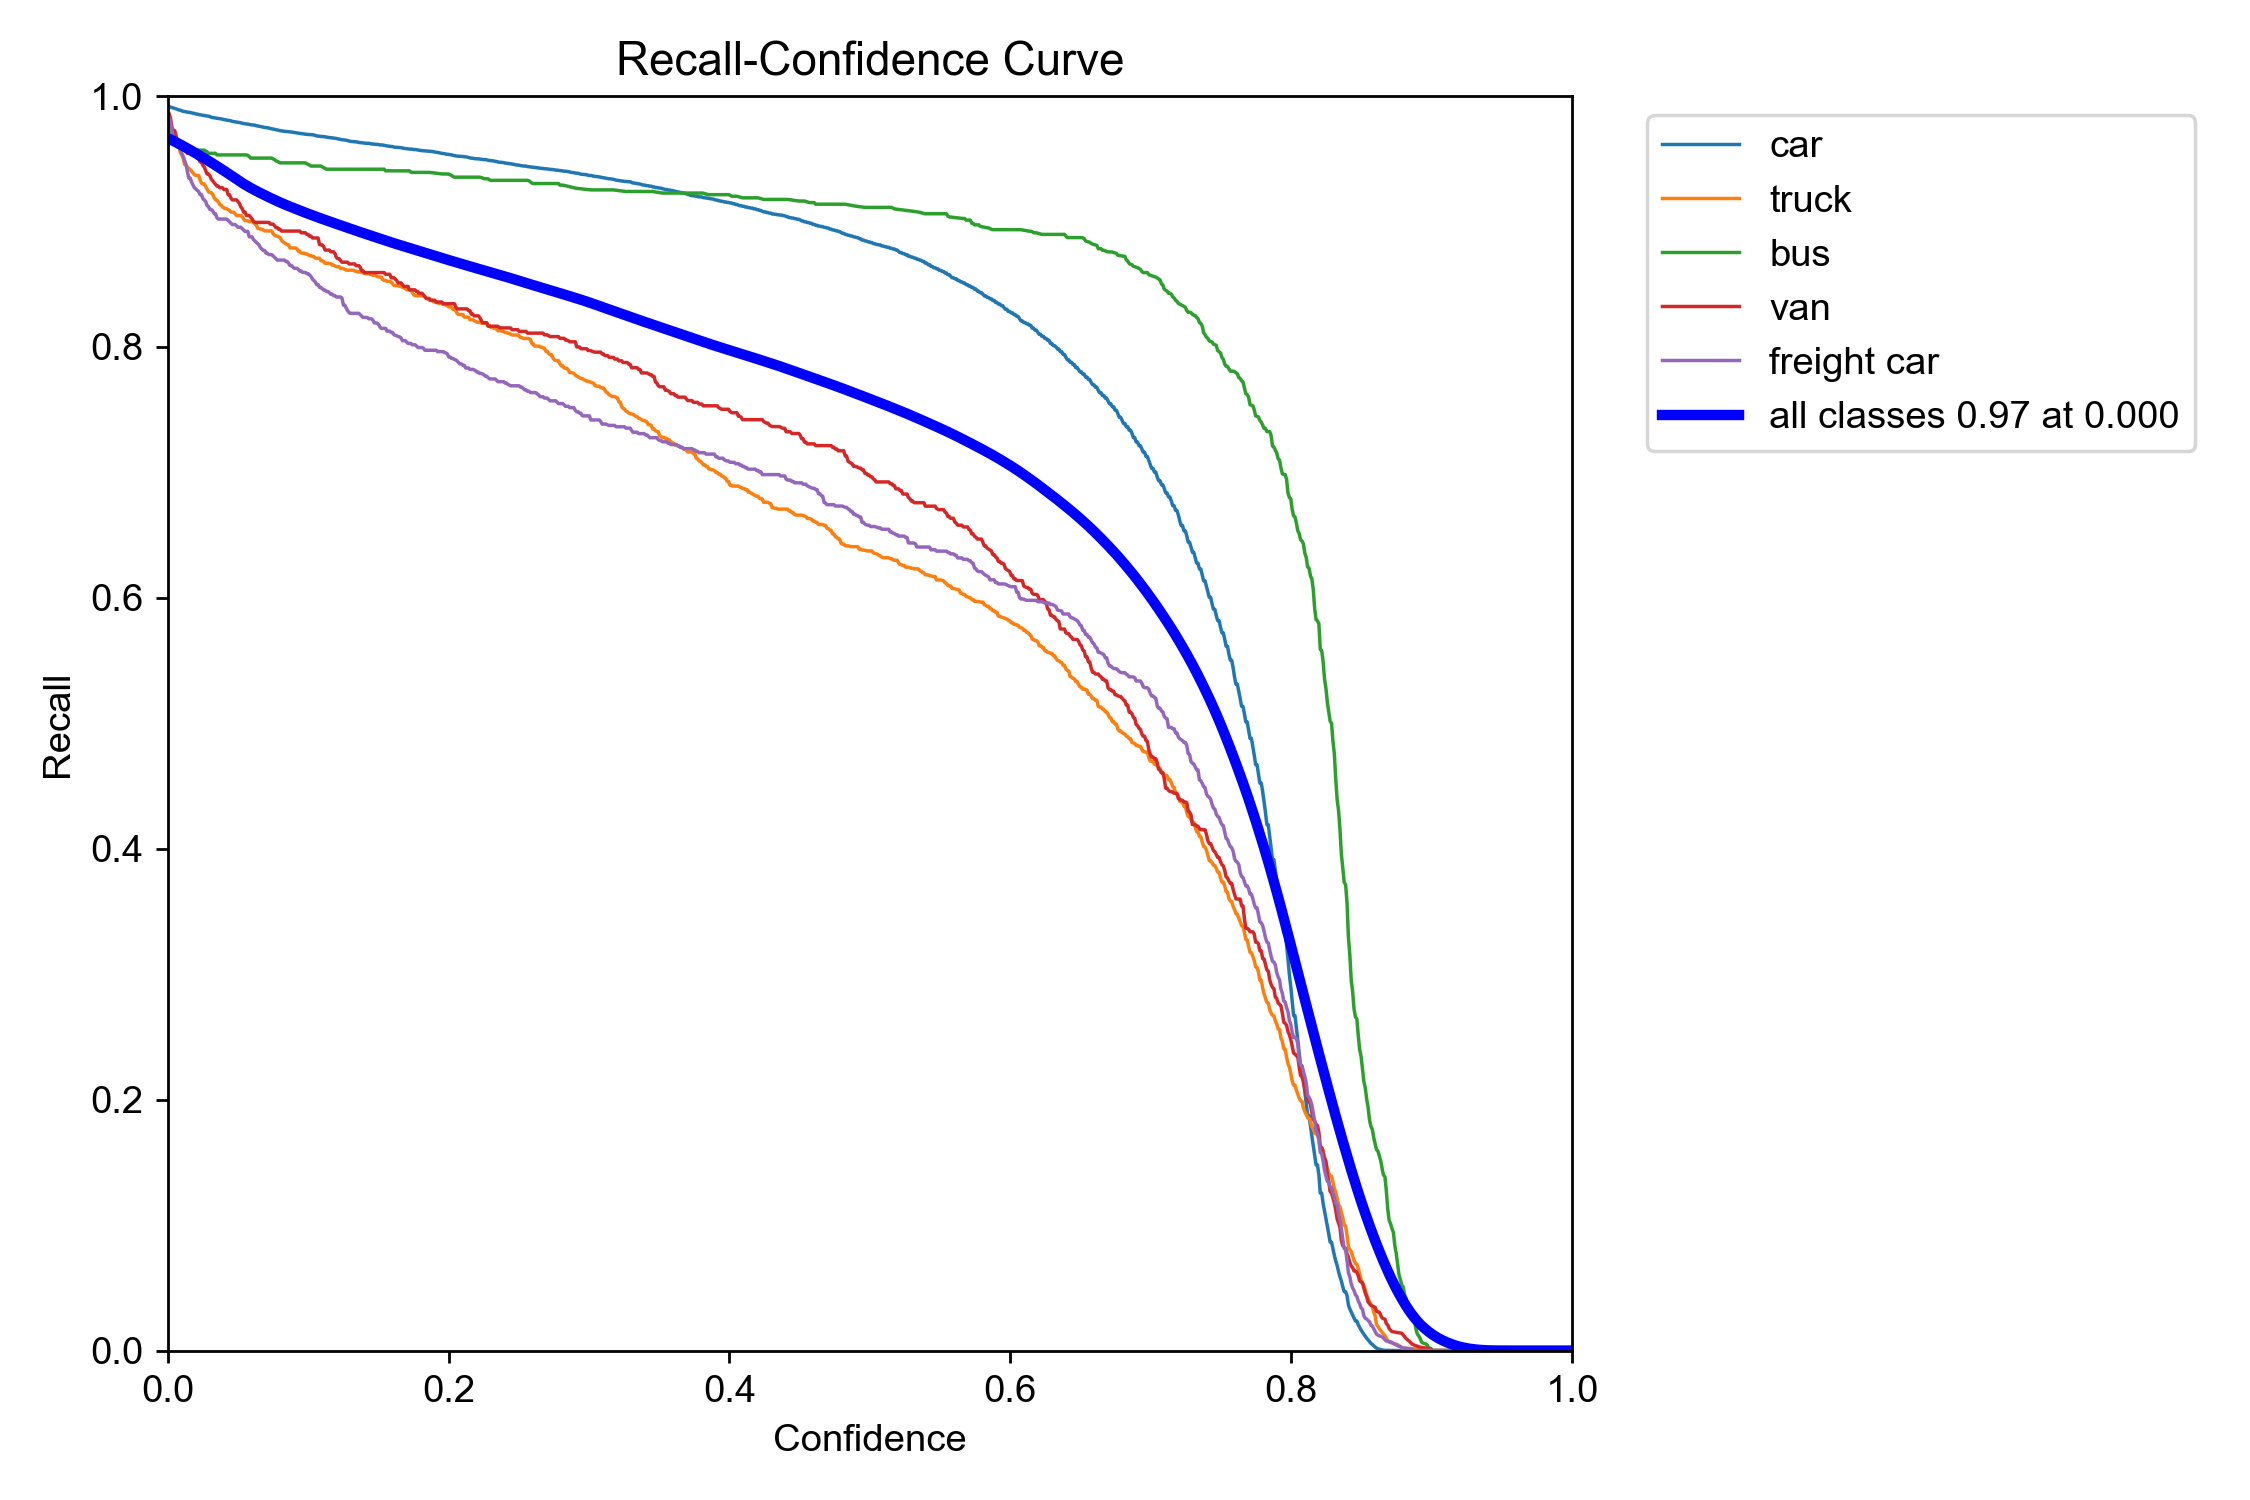 Recall-Confidence Curve
1.0
0.8
0.6
0.4
0.2
0.0
Recall
0.0 0.2 0.4 0.6 0.8 1.0
Confidence
car
truck
bus
van
freight car
all classes 0.97 at 0.000